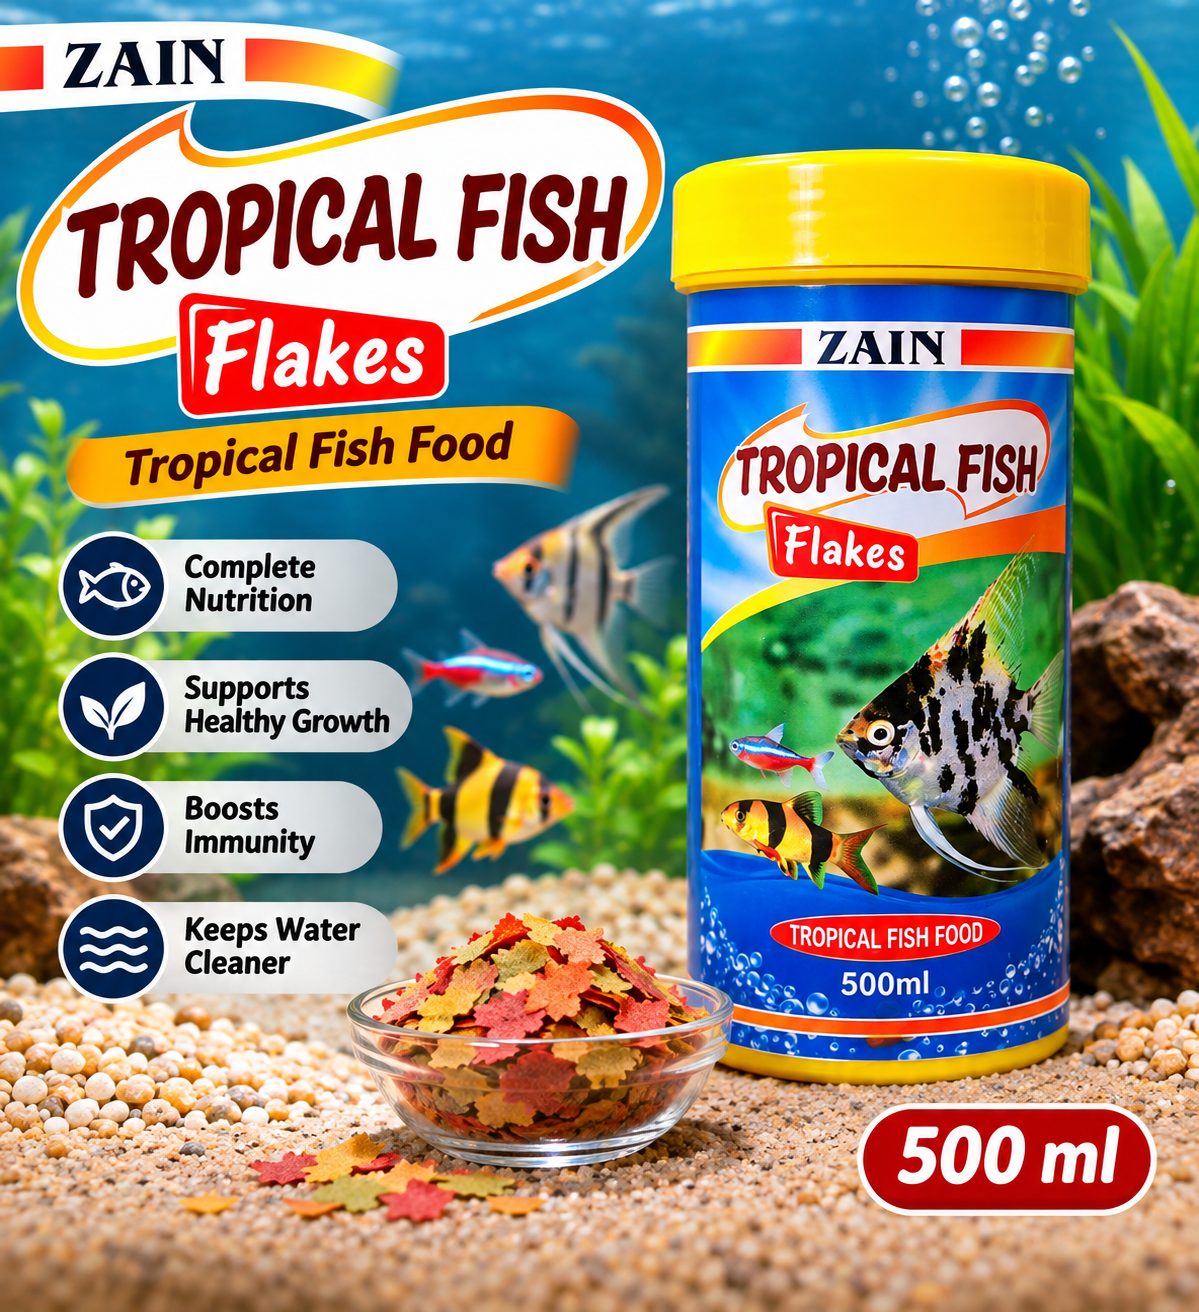 ZAIN
TROPICAL FISH
Flakes
Tropical Fish Food
Complete
Nutrition
Supports
Healthy Growth
Boosts
Immunity
Keeps Water
Cleaner
ZAIN
TROPICAL FISH
Flakes
TROPICAL FISH FOOD
500ml
500 ml